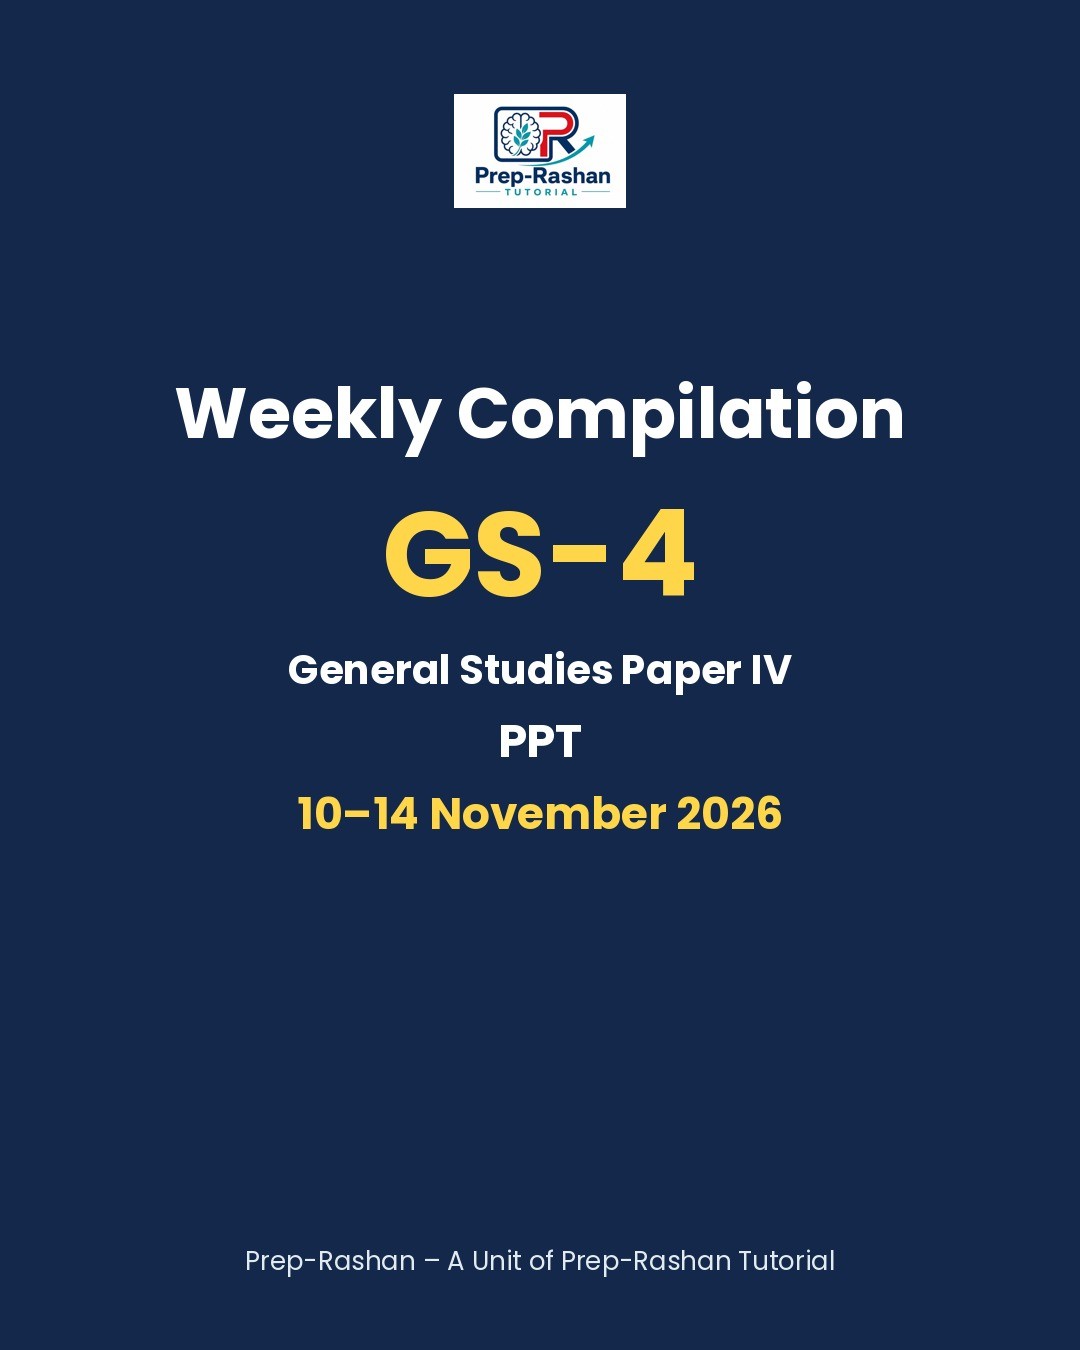 PR
Prep-Rashan
TUTORIAL
Weekly Compilation
GS-4
General Studies Paper IV
PPT
10–14 November 2026
Prep-Rashan – A Unit of Prep-Rashan Tutorial